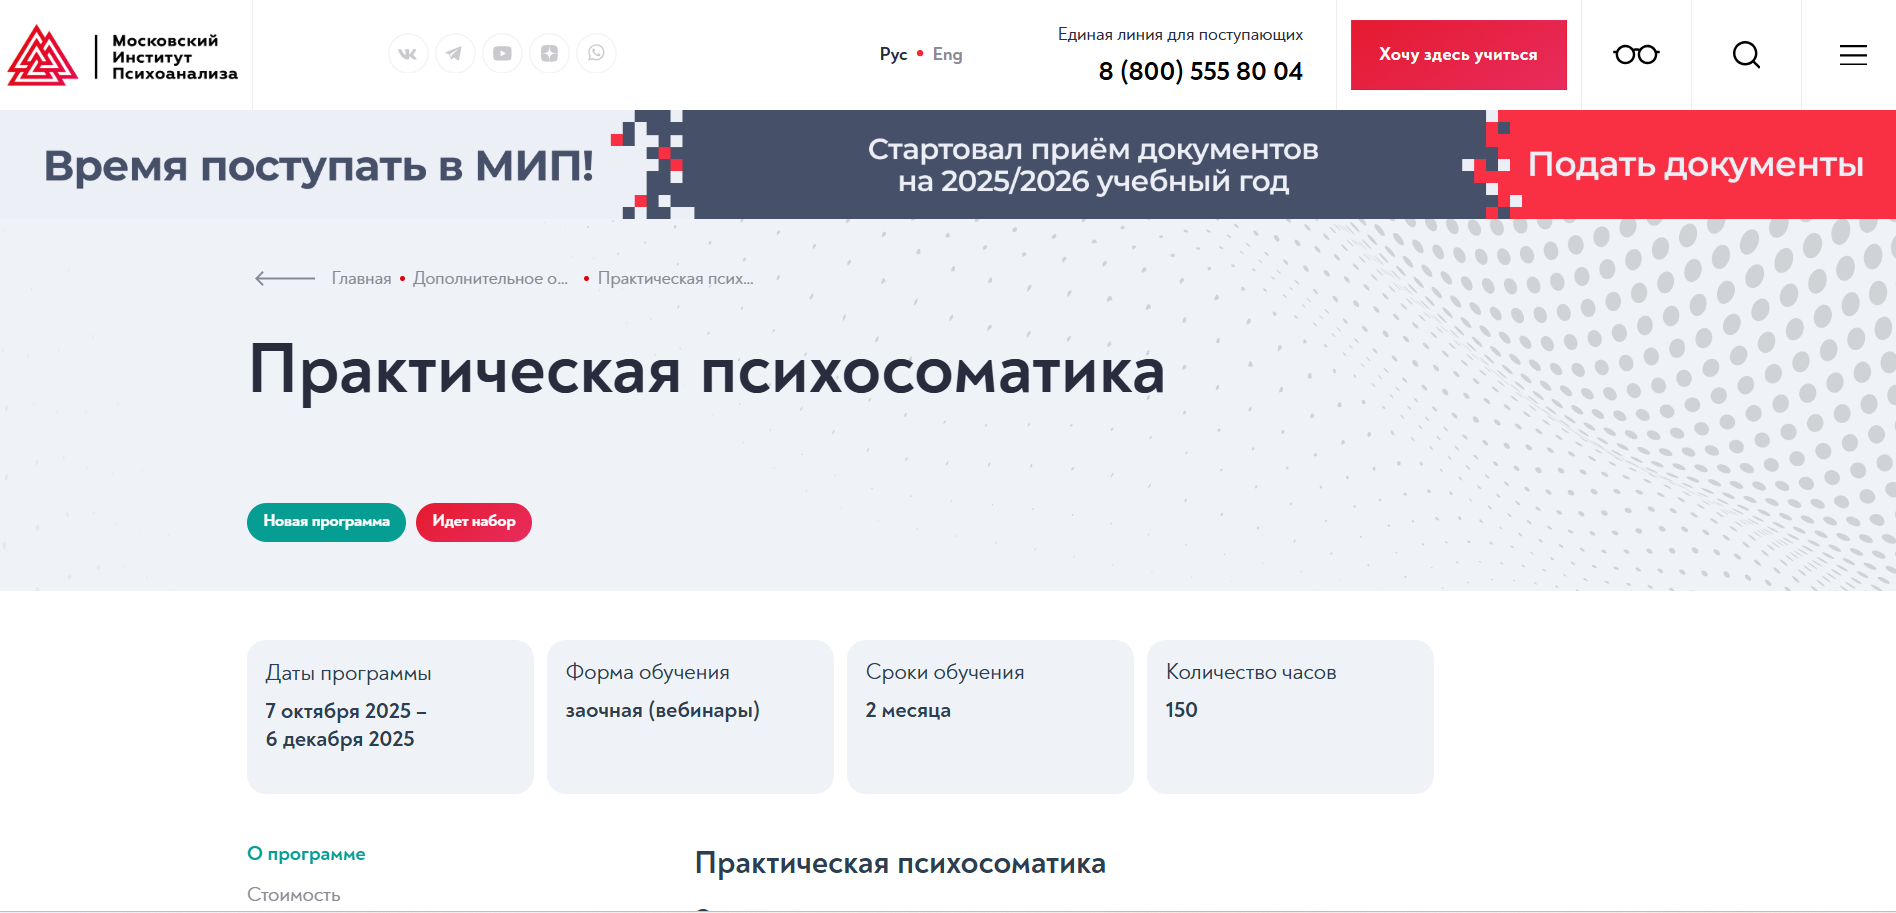 Московский
Институт
Психоанализа
Рус • Eng
Единая линия для поступающих
8 (800) 555 80 04
Хочу здесь учиться
Время поступать в МИП!
Стартовал приём документов
на 2025/2026 учебный год
Подать документы
Главная • Дополнительное о... • Практическая псих...
Практическая психосоматика
Новая программа
Идет набор
Даты программы
7 октября 2025 –
6 декабря 2025
Форма обучения
заочная (вебинары)
Сроки обучения
2 месяца
Количество часов
150
О программе
Стоимость
Практическая психосоматика